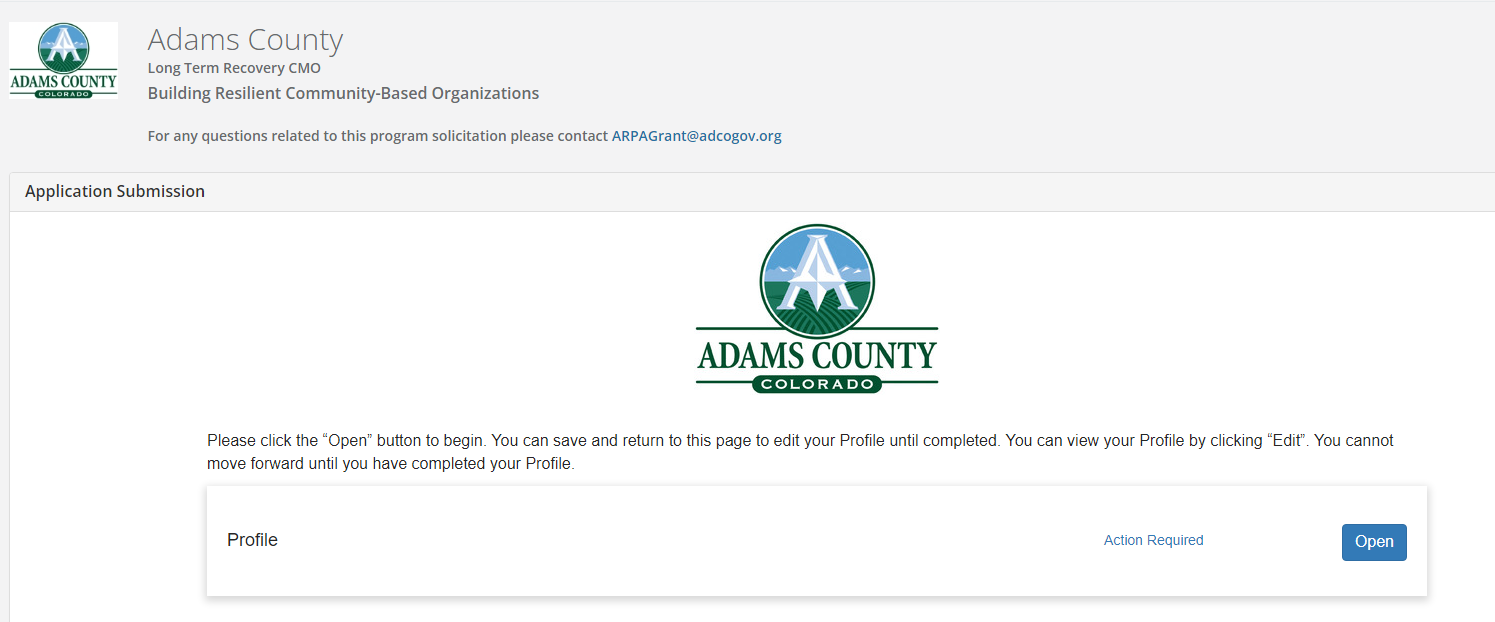 Adams County
Long Term Recovery CMO
Building Resilient Community-Based Organizations
For any questions related to this program solicitation please contact ARPAGrant@adcogov.org
ADAMS COUNTY
COLORADO
Application Submission
ADAMS COUNTY
COLORADO
Please click the “Open” button to begin. You can save and return to this page to edit your Profile until completed. You can view your Profile by clicking “Edit”. You cannot
move forward until you have completed your Profile.
Profile
Action Required
Open